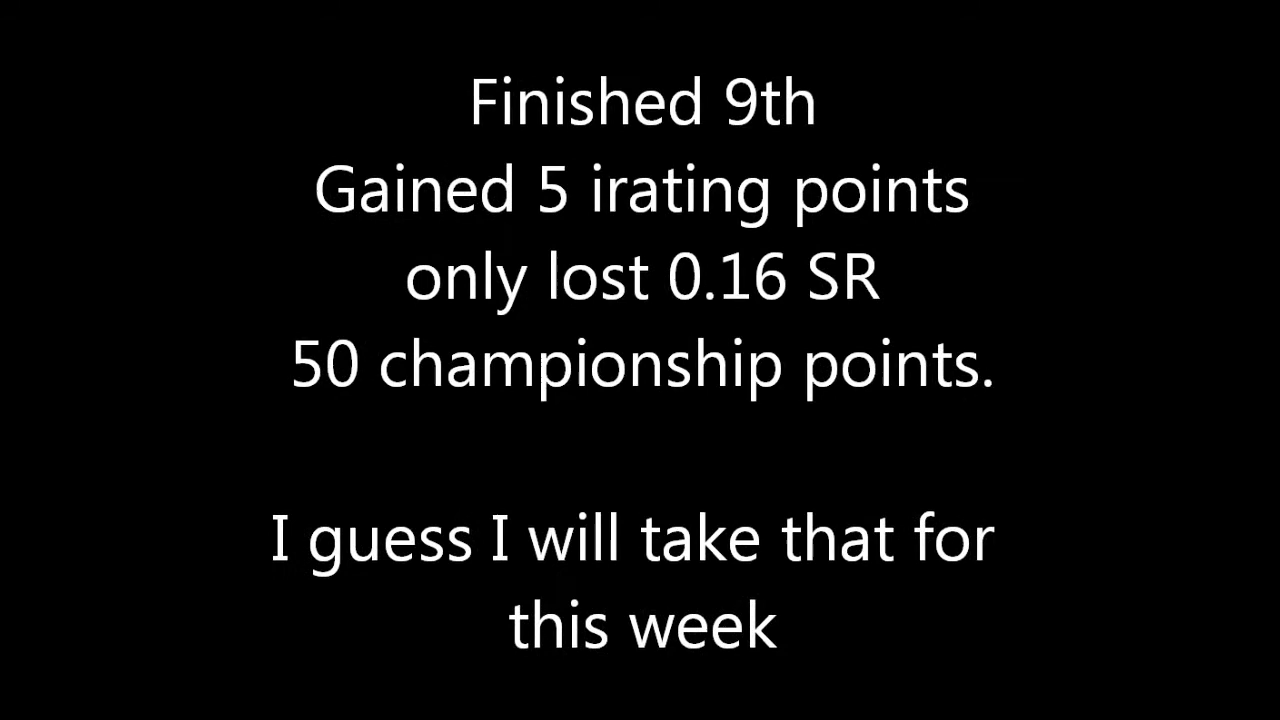 Finished 9th
Gained 5 irating points
only lost 0.16 SR
50 championship points.
I guess I will take that for
this week